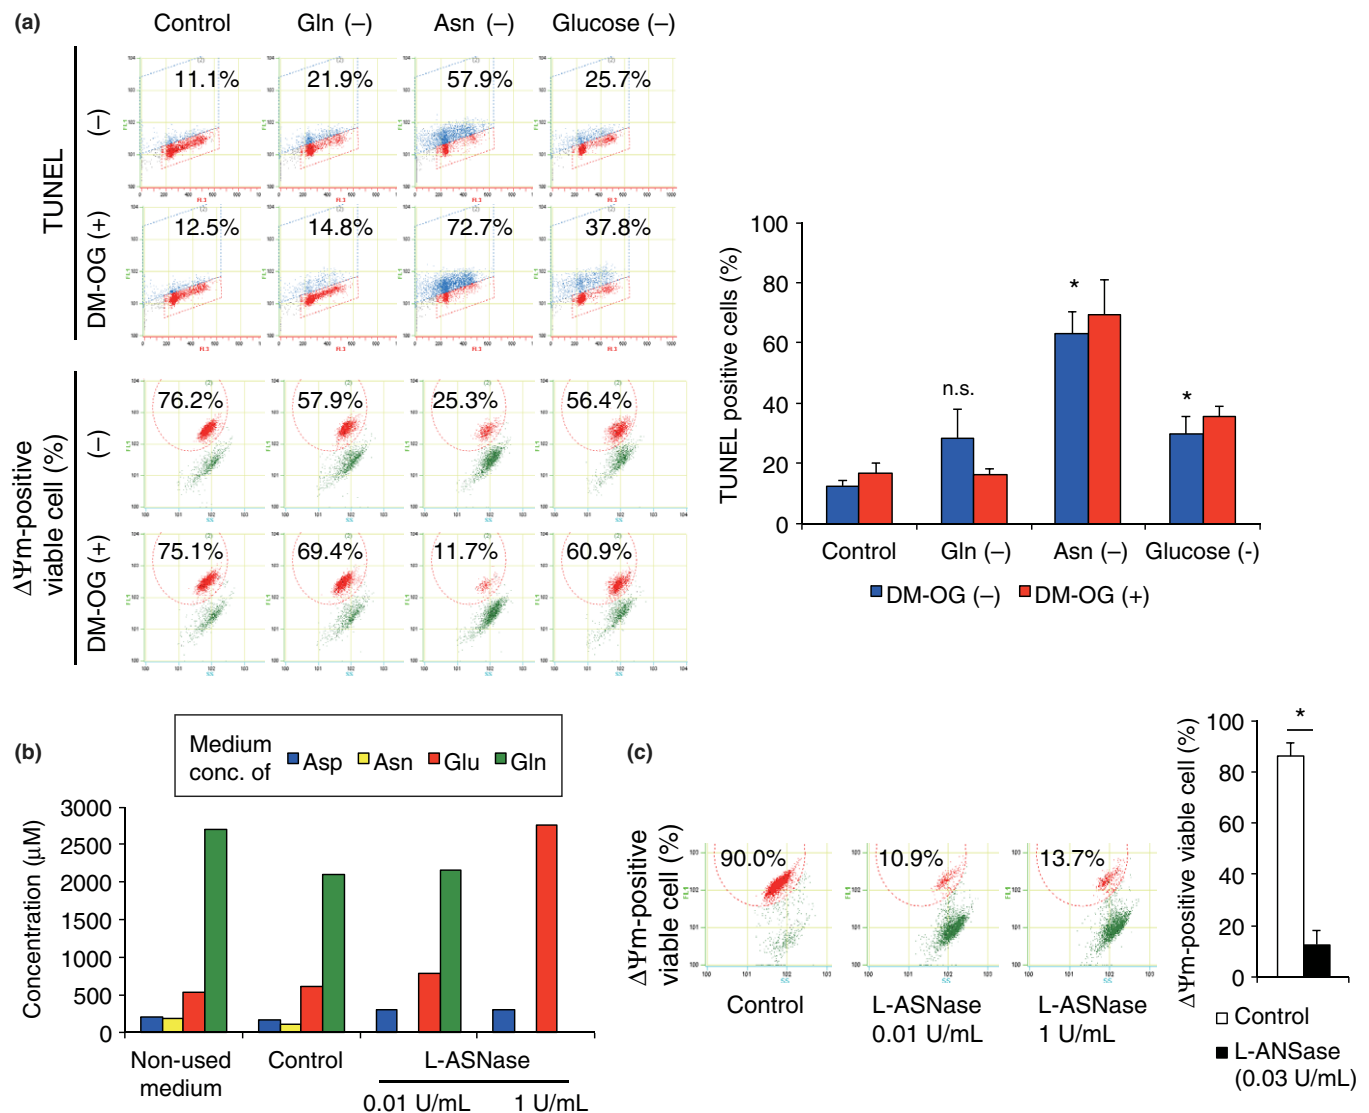 (a)
Control Gln (–) Asn (–) Glucose (–)
TUNEL
(–)
11.1% 21.9% 57.9% 25.7%
DM-OG (+)
12.5% 14.8% 72.7% 37.8%
ΔΨm-positive
viable cell (%)
(–)
76.2% 57.9% 25.3% 56.4%
DM-OG (+)
75.1% 69.4% 11.7% 60.9%
TUNEL positive cells (%)
100
80
60
40
20
0
n.s.
*
*
Control Gln (–) Asn (–) Glucose (-)
DM-OG (–) DM-OG (+)
(b)
Medium
conc. of
Asp Asn Glu Gln
Concentration (μM)
3000
2500
2000
1500
1000
500
0
Non-used
medium
Control
L-ASNase
0.01 U/mL 1 U/mL
(c)
ΔΨm-positive
viable cell (%)
90.0% 10.9% 13.7%
Control
L-ASNase
0.01 U/mL
L-ASNase
1 U/mL
ΔΨm-positive viable cell (%)
100
80
60
40
20
0
*
Control
L-ANSase
(0.03 U/mL)